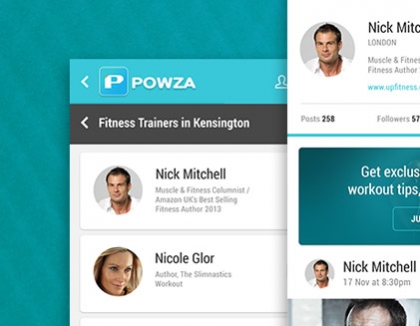 POWZA
Fitness Trainers in Kensington
Nick Mitchell
Muscle & Fitness Columnist /
Amazon UK's Best Selling
Fitness Author 2013
Nicole Glor
Author, The Slimnastics
Workout
Nick Mitc
LONDON
Muscle & Fitness
Fitness Author
www.upfitness.
Posts 258
Followers 57
Get exclus
workout tips,
JU
Nick Mitchell
17 Nov at 8:30pm